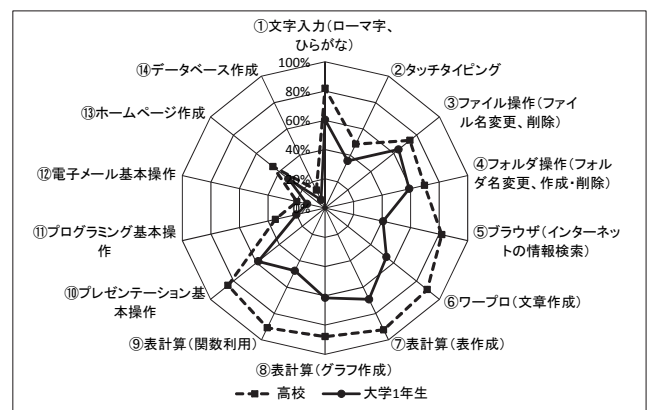 ①文字入力(ローマ字、
ひらがな)
②タッチタイピング
③ファイル操作(ファイ
ル名変更、削除)
④フォルダ操作(フォル
ダ名変更、作成・削除)
⑤ブラウザ(インターネッ
トの情報検索)
⑥ワープロ(文章作成)
⑦表計算(表作成)
⑧表計算(グラフ作成)
⑨表計算(関数利用)
⑩プレゼンテーション基
本操作
⑪プログラミング基本操
作
⑫電子メール基本操作
⑬ホームページ作成
⑭データベース作成
100%
80%
60%
40%
高校
大学1年生